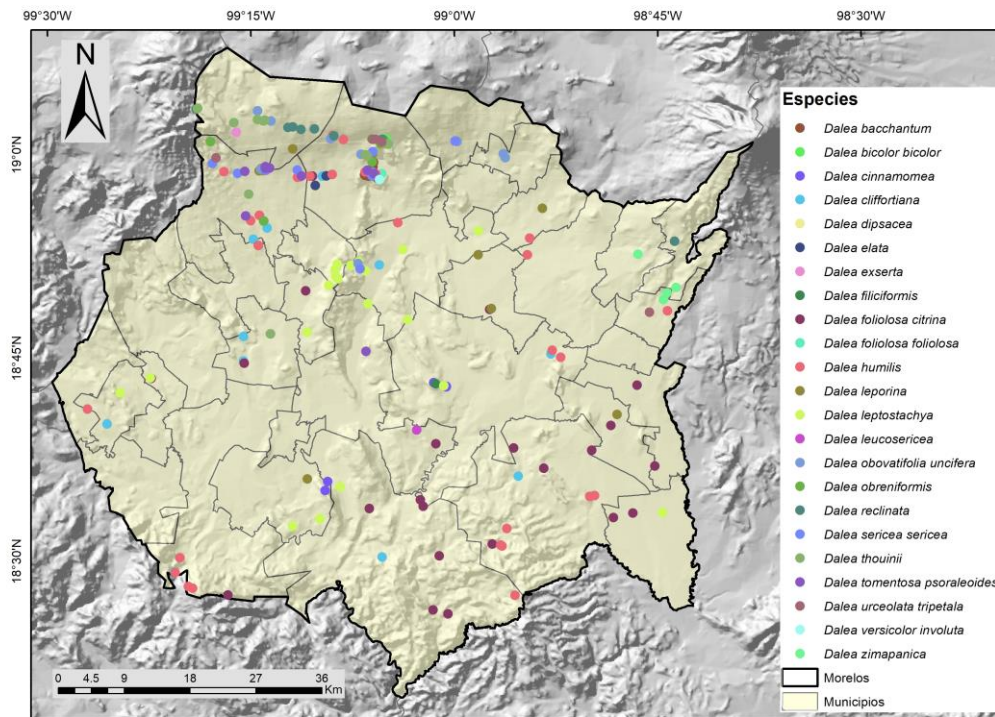 99°30'W 99°15'W 99°0'W 98°45'W 98°30'W
N
19°0'N
18°45'N
18°30'N
Especies
Dalea bacchantum
Dalea bicolor bicolor
Dalea cinnamomea
Dalea cliffortiana
Dalea dipsacea
Dalea elata
Dalea exserta
Dalea filiciformis
Dalea foliolosa citrina
Dalea foliolosa foliolosa
Dalea humilis
Dalea leporina
Dalea leptostachya
Dalea leucosericea
Dalea obovatifolia uncifera
Dalea obreniformis
Dalea reclinata
Dalea sericea sericea
Dalea thouinii
Dalea tomentosa psoraleoides
Dalea urceolata tripetala
Dalea versicolor involuta
Dalea zimapanica
Morelos
Municipios
0 4.5 9 18 27 36
Km